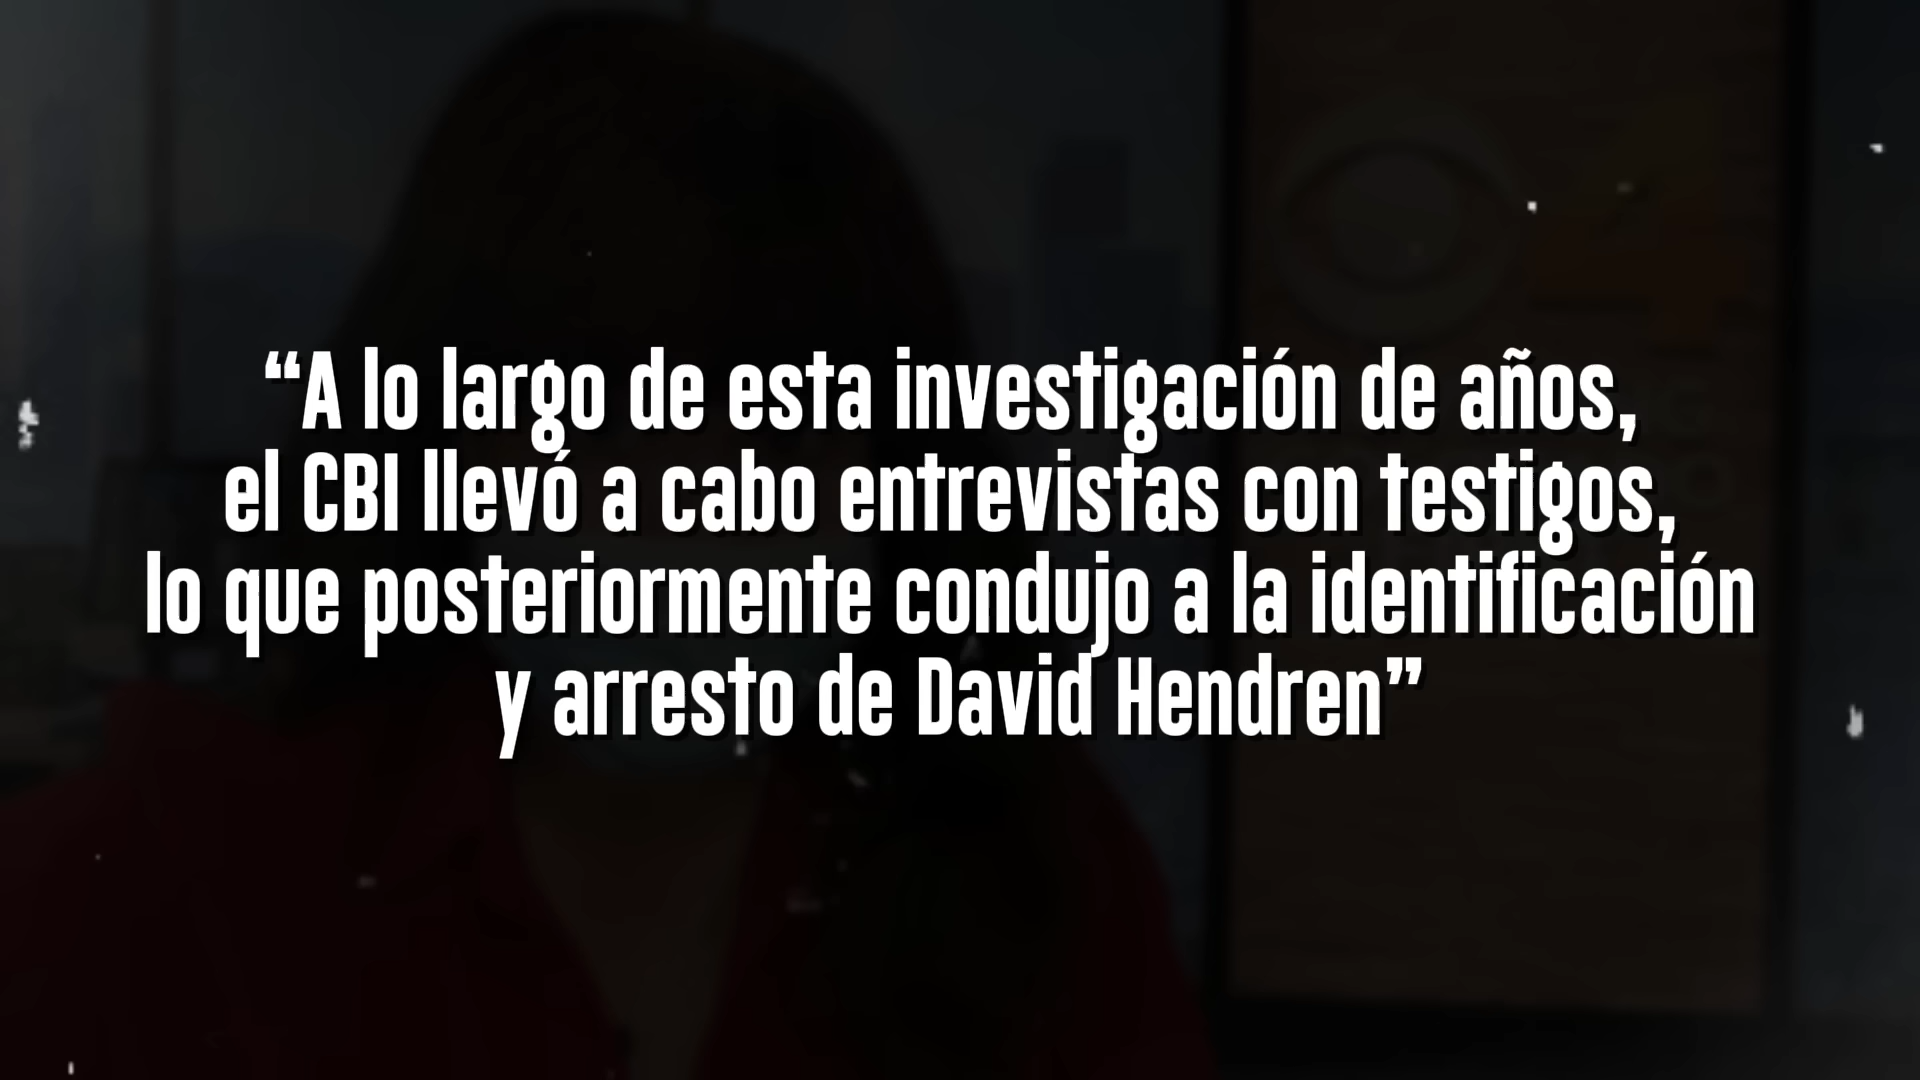 “A lo largo de esta investigación de años,
el CBI llevó a cabo entrevistas con testigos,
lo que posteriormente condujo a la identificación
y arresto de David Hendren”